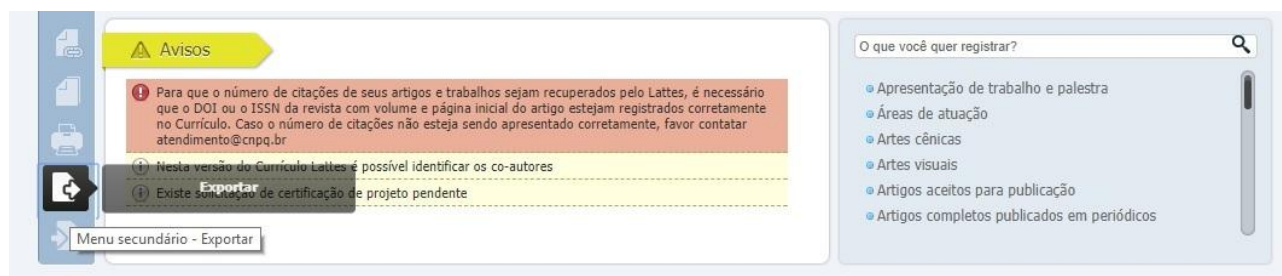 Avisos
Para que o número de citações de seus artigos e trabalhos sejam recuperados pelo Lattes, é necessário
que o DOI ou o ISSN da revista com volume e página inicial do artigo estejam registrados corretamente
no Currículo. Caso o número de citações não esteja sendo apresentado corretamente, favor contatar
atendimento@cnpq.br
Nesta versão do Currículo Lattes é possível identificar os co-autores
Existe solicitação de certificação de projeto pendente
Exportar
Menu secundário - Exportar
O que você quer registrar?
Apresentação de trabalho e palestra
Áreas de atuação
Artes cênicas
Artes visuais
Artigos aceitos para publicação
Artigos completos publicados em periódicos